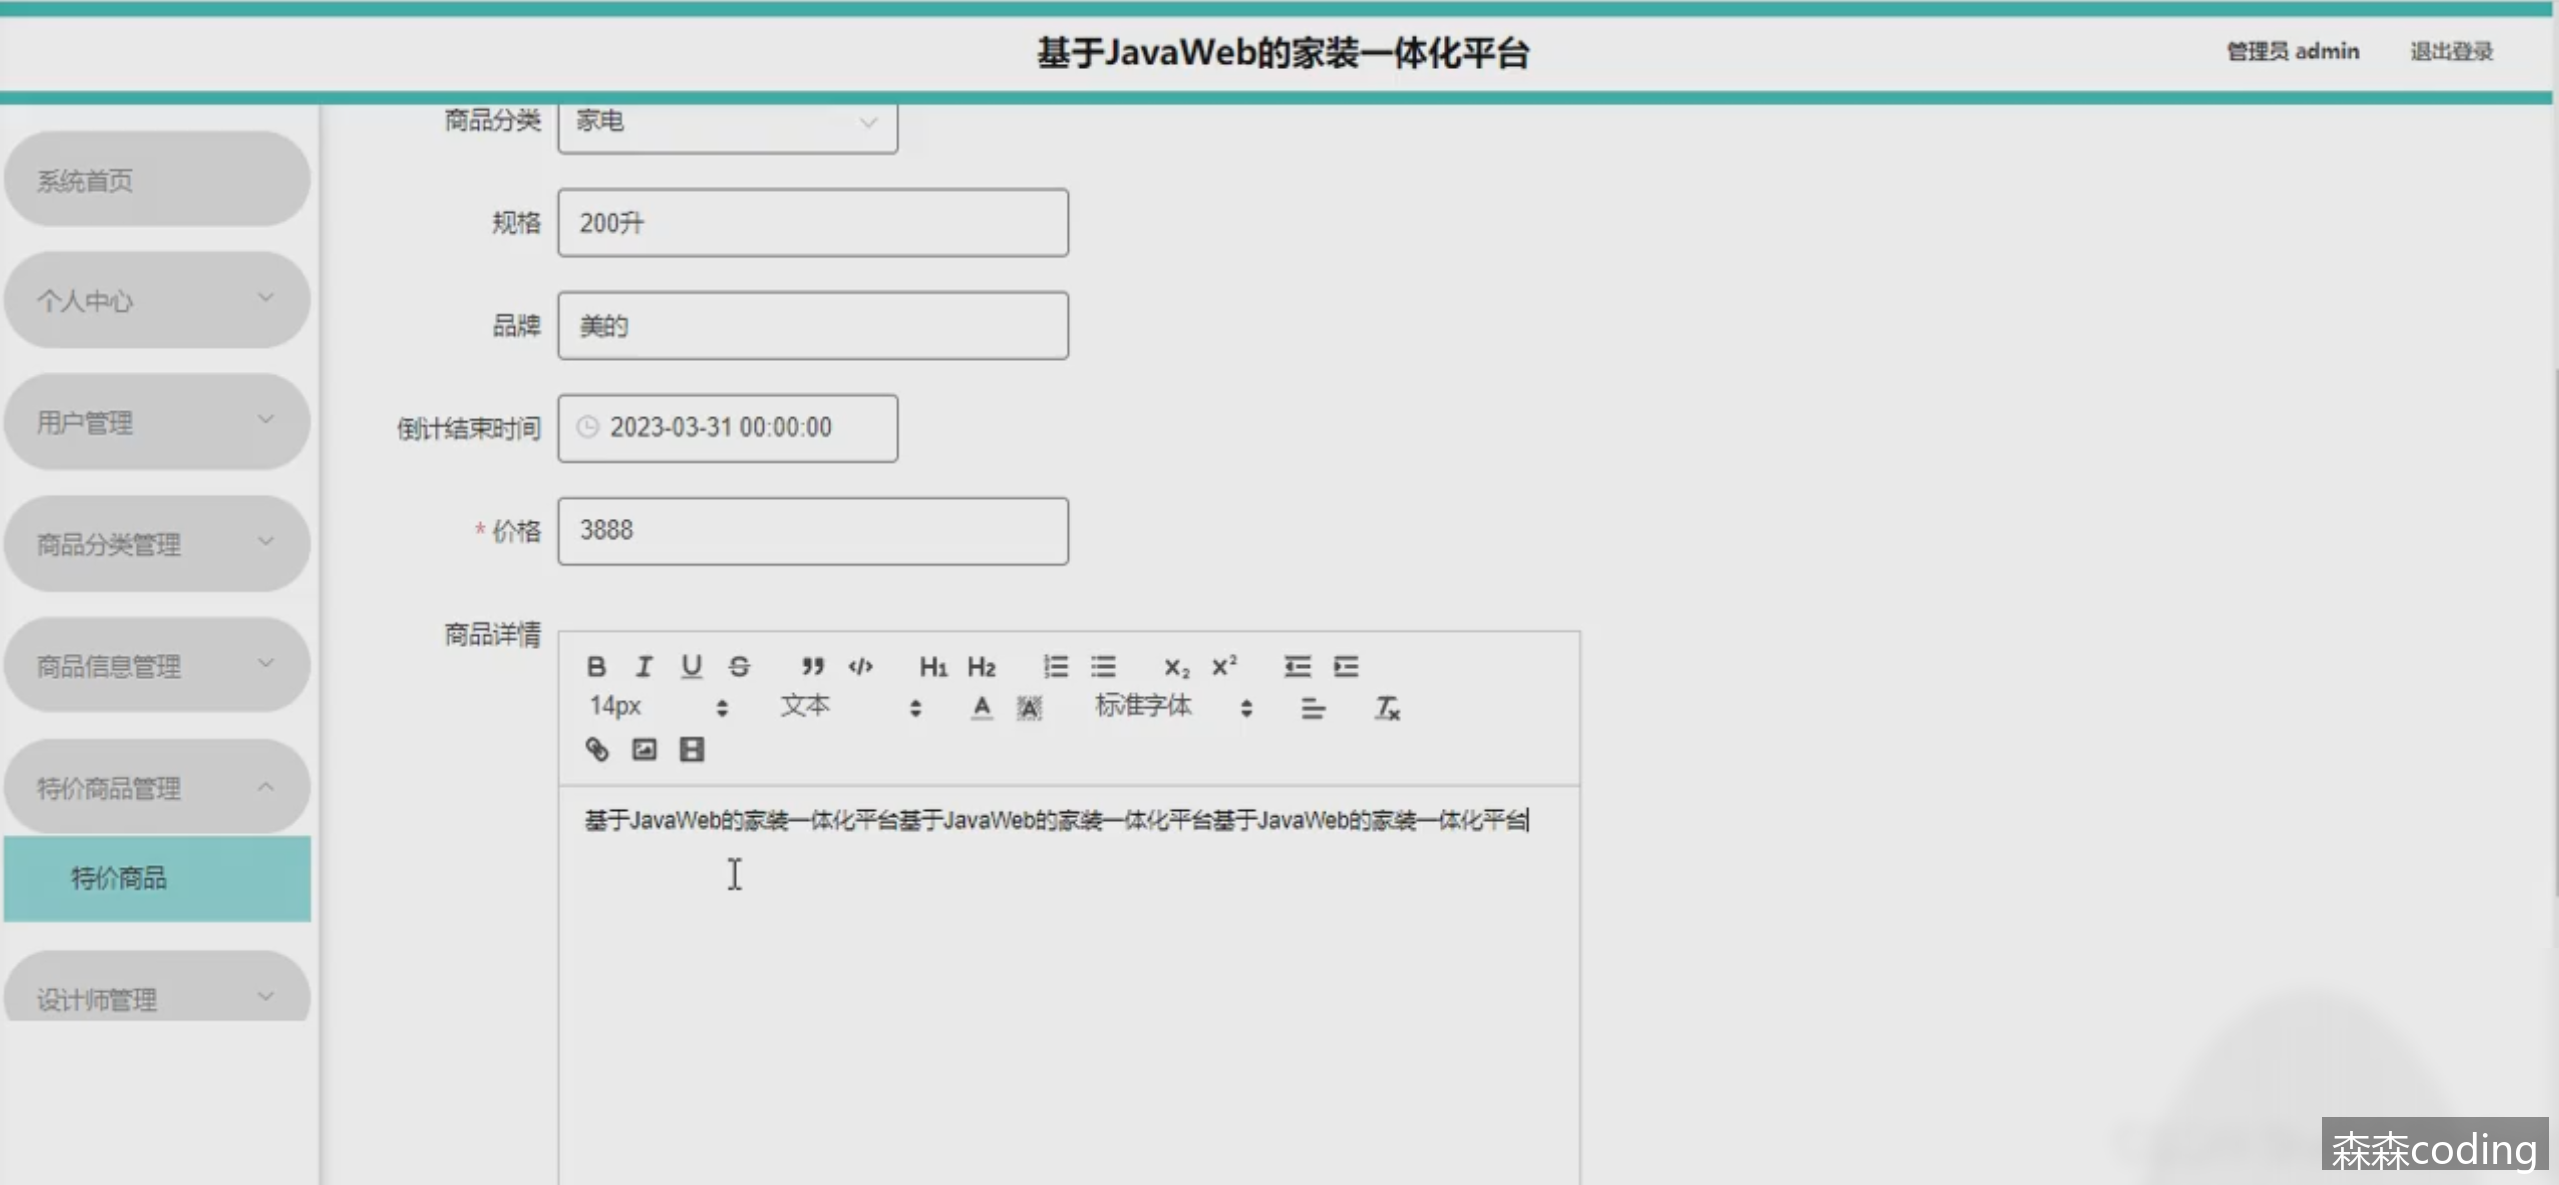 基于JavaWeb的家装一体化平台
管理员 admin
退出登录
系统首页
个人中心
用户管理
商品分类管理
商品信息管理
特价商品管理
特价商品
设计师管理
商品分类
家电
规格
200升
品牌
美的
倒计结束时间
2023-03-31 00:00:00
* 价格
3888
商品详情
B I U S " </> H1 H2 X2 X2
14px 文本 A A 标准字体 Tx
基于JavaWeb的家装一体化平台基于JavaWeb的家装一体化平台基于JavaWeb的家装一体化平台
森森coding